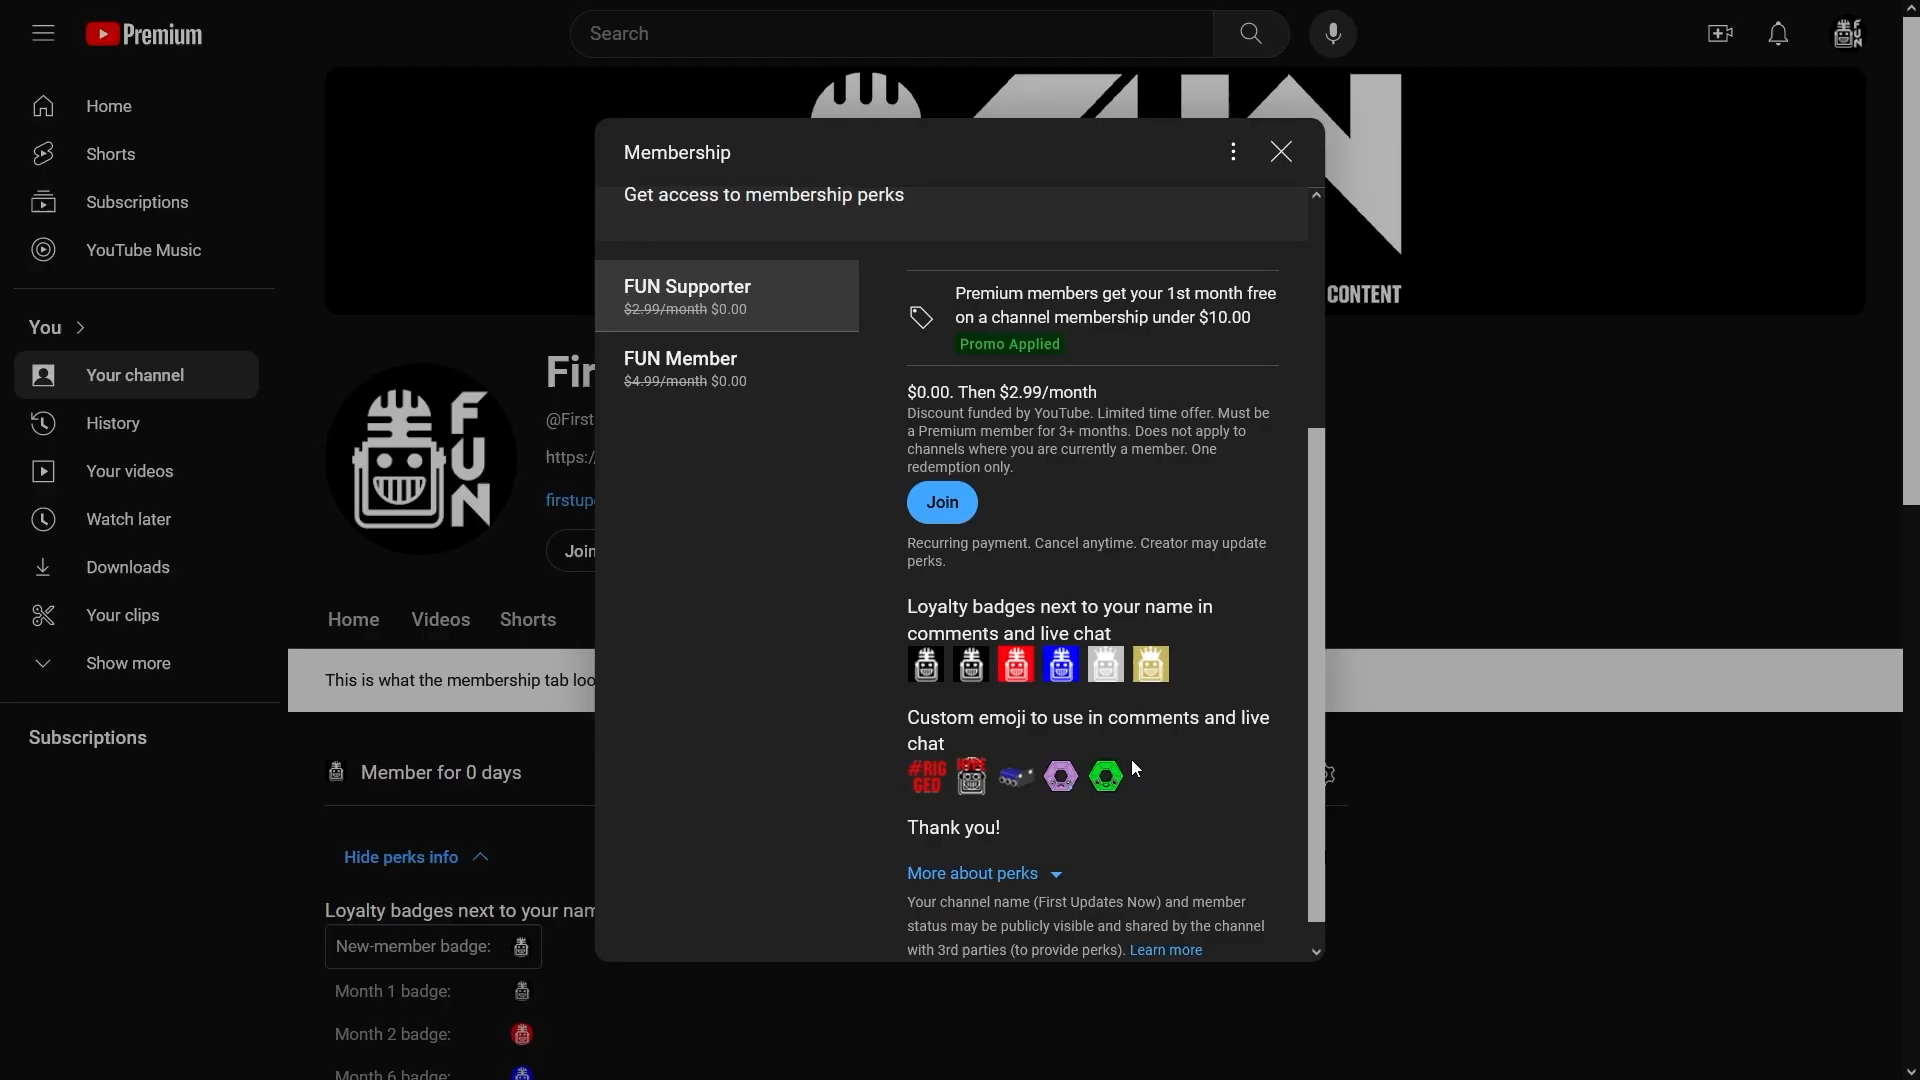 Premium
Search
Home
Shorts
Subscriptions
YouTube Music
You
Your channel
History
Your videos
Watch later
Downloads
Your clips
Show more
Subscriptions
CONTENT
FUN
Fir
@First
https:/
firstup
Join
Home Videos Shorts
This is what the membership tab loo
Member for 0 days
Hide perks info
Loyalty badges next to your nam
New-member badge:
Month 1 badge:
Month 2 badge:
Month 6 badge:
Membership
Get access to membership perks
FUN Supporter
$2.99/month $0.00
FUN Member
$4.99/month $0.00
Premium members get your 1st month free
on a channel membership under $10.00
Promo Applied
$0.00. Then $2.99/month
Discount funded by YouTube. Limited time offer. Must be
a Premium member for 3+ months. Does not apply to
channels where you are currently a member. One
redemption only.
Join
Recurring payment. Cancel anytime. Creator may update
perks.
Loyalty badges next to your name in
comments and live chat
Custom emoji to use in comments and live
chat
#RIG
GED
HYPE
Thank you!
More about perks
Your channel name (First Updates Now) and member
status may be publicly visible and shared by the channel
with 3rd parties (to provide perks). Learn more